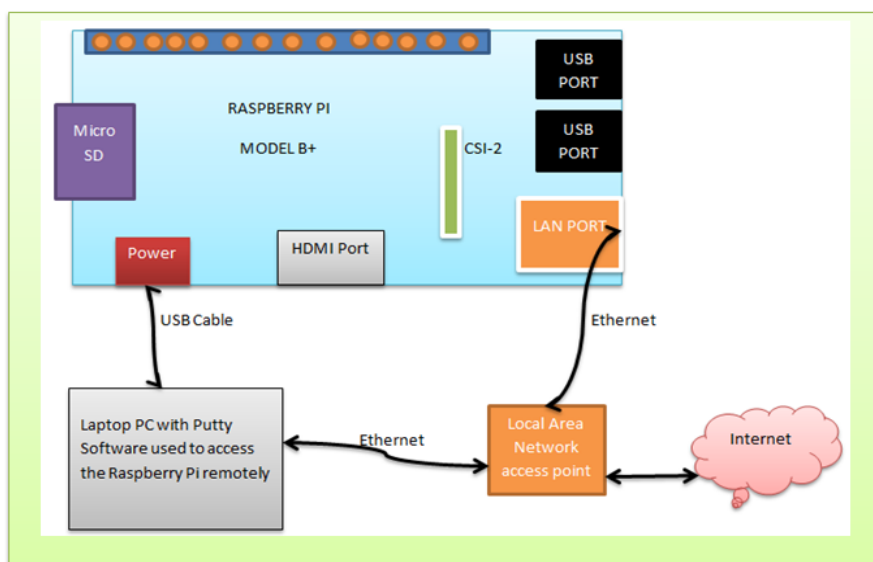 USB
PORT
RASPBERRY PI
MODEL B+
Micro
SD
USB
PORT
CSI-2
LAN PORT
Power
HDMI Port
USB Cable
Ethernet
Laptop PC with Putty
Software used to access
the Raspberry Pi remotely
Ethernet
Local Area
Network
access point
Internet